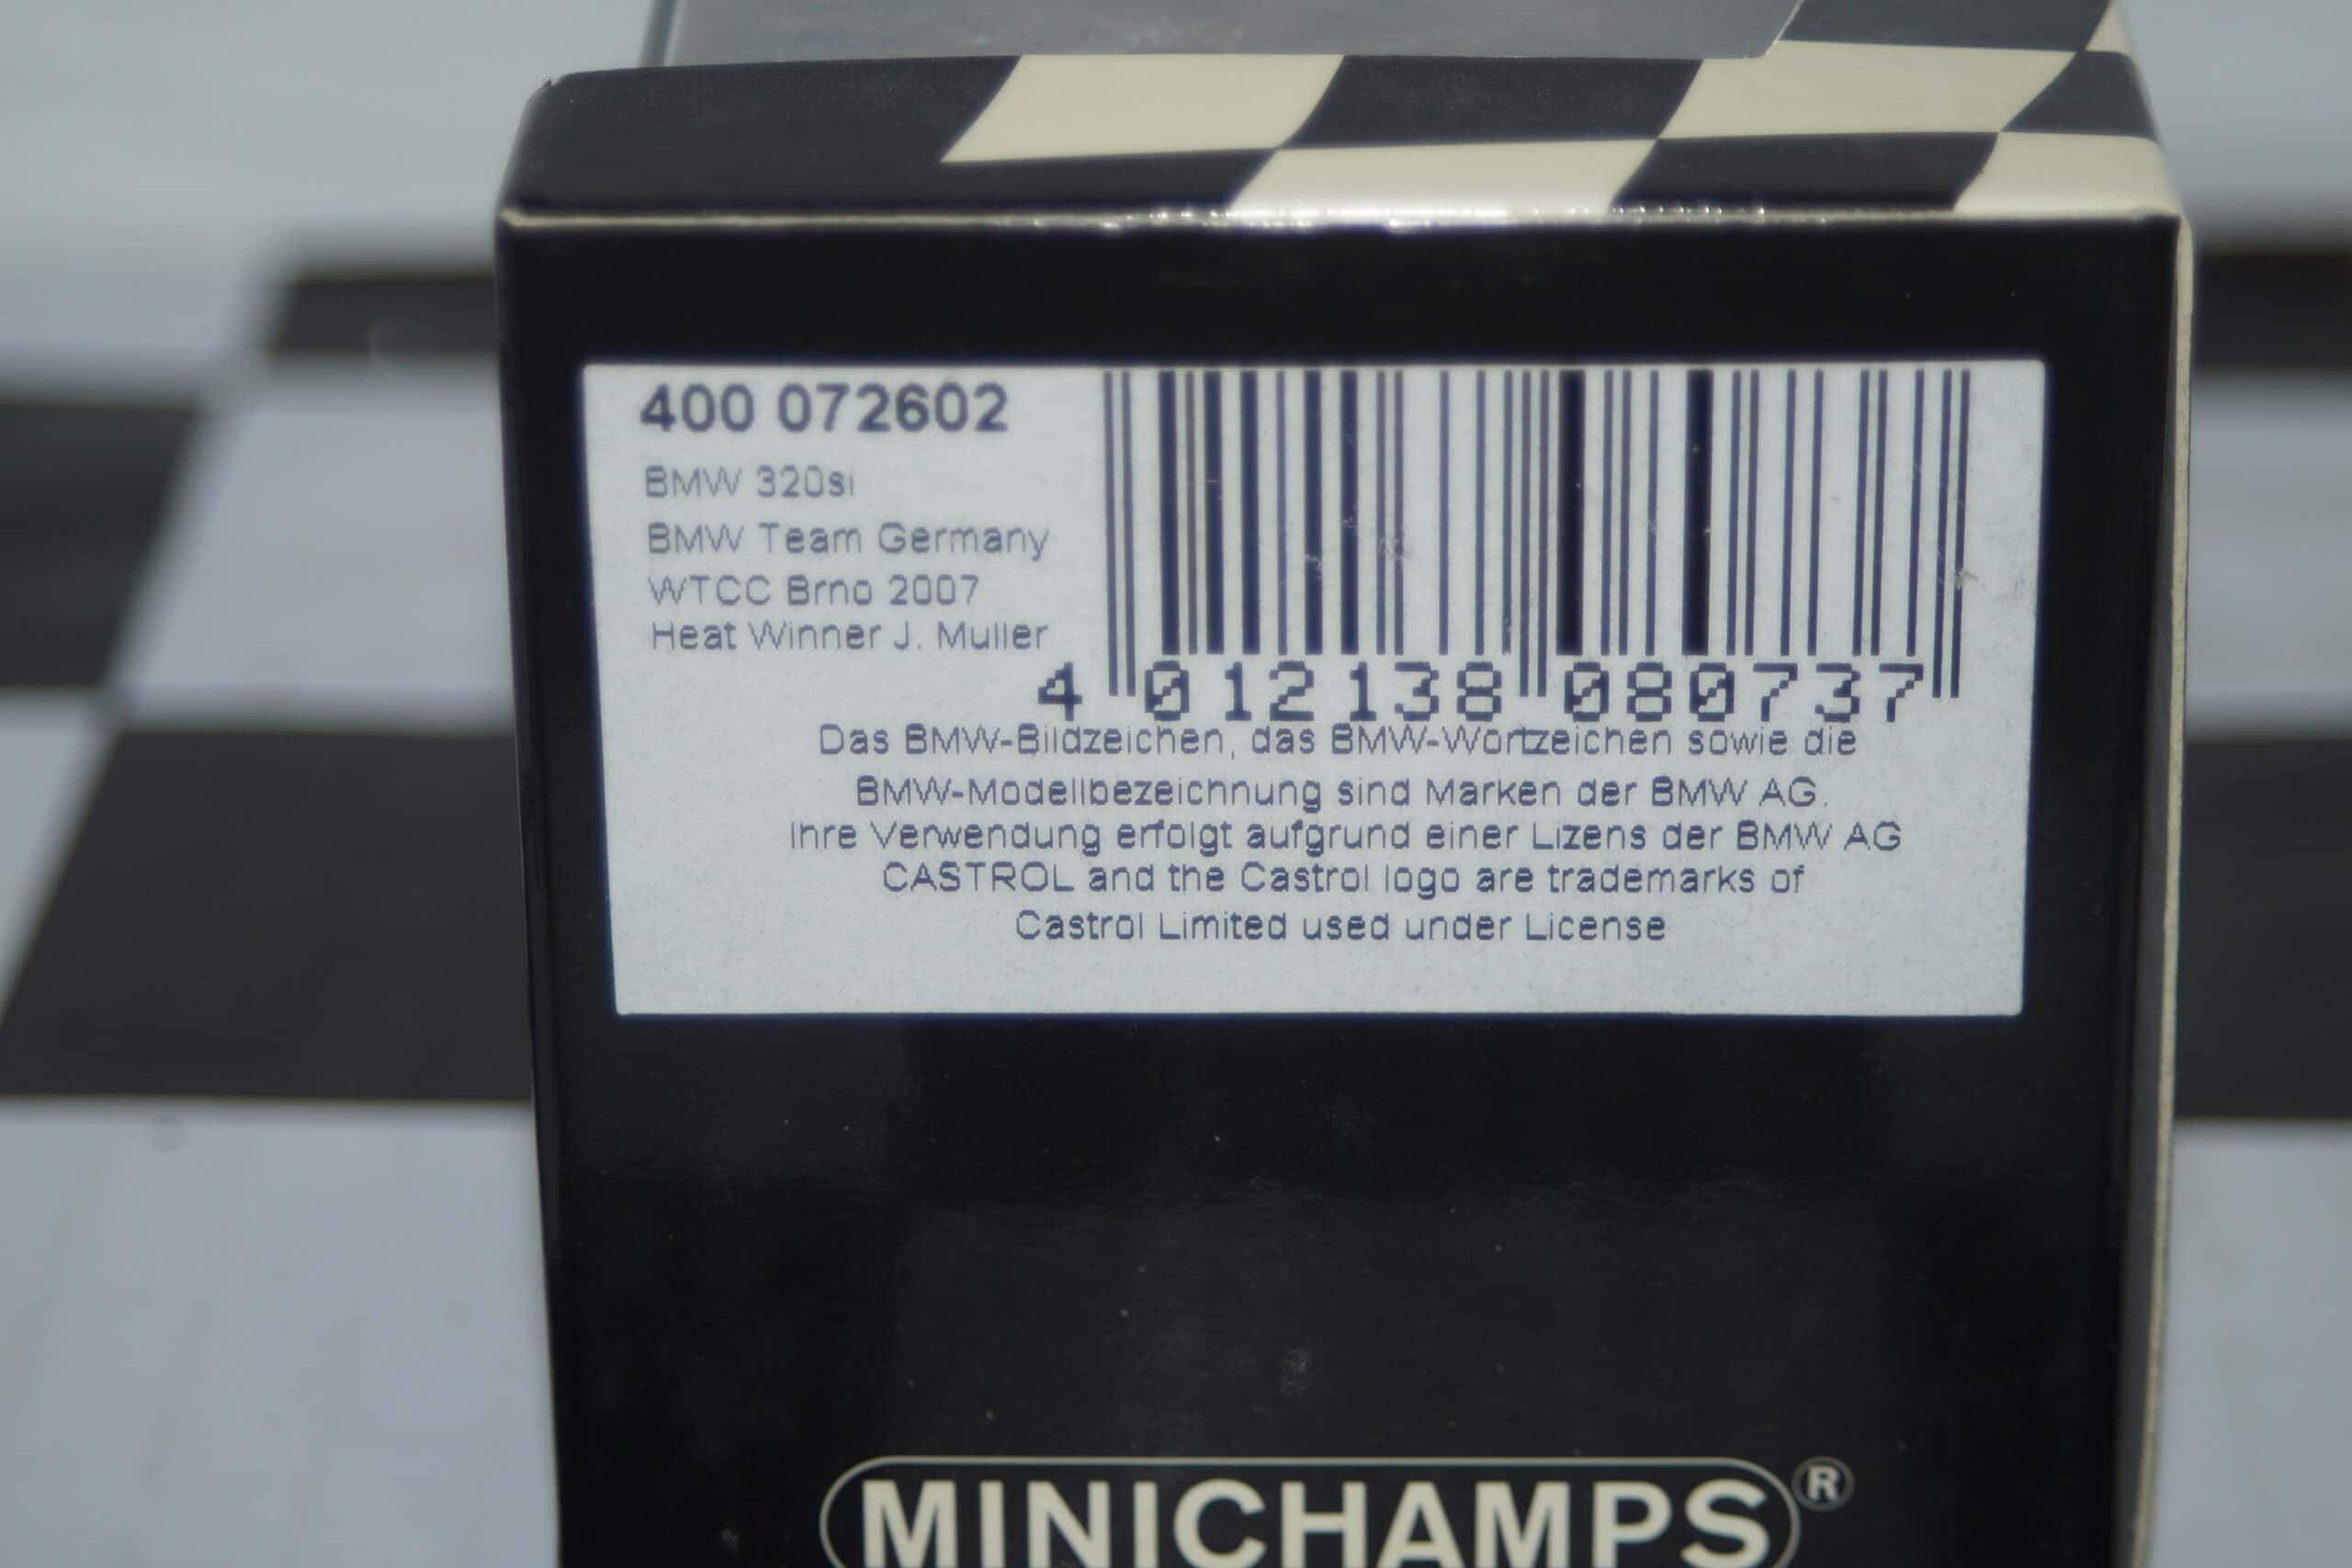 400 072602
BMW 320si
BMW Team Germany
WTCC Brno 2007
Heat Winner J. Muller
4 012138 080737
Das BMW-Bildzeichen, das BMW-Wortzeichen sowie die
BMW-Modellbezeichnung sind Marken der BMW AG.
Ihre Verwendung erfolgt aufgrund einer Lizens der BMW AG
CASTROL and the Castrol logo are trademarks of
Castrol Limited used under License
MINICHAMPS®